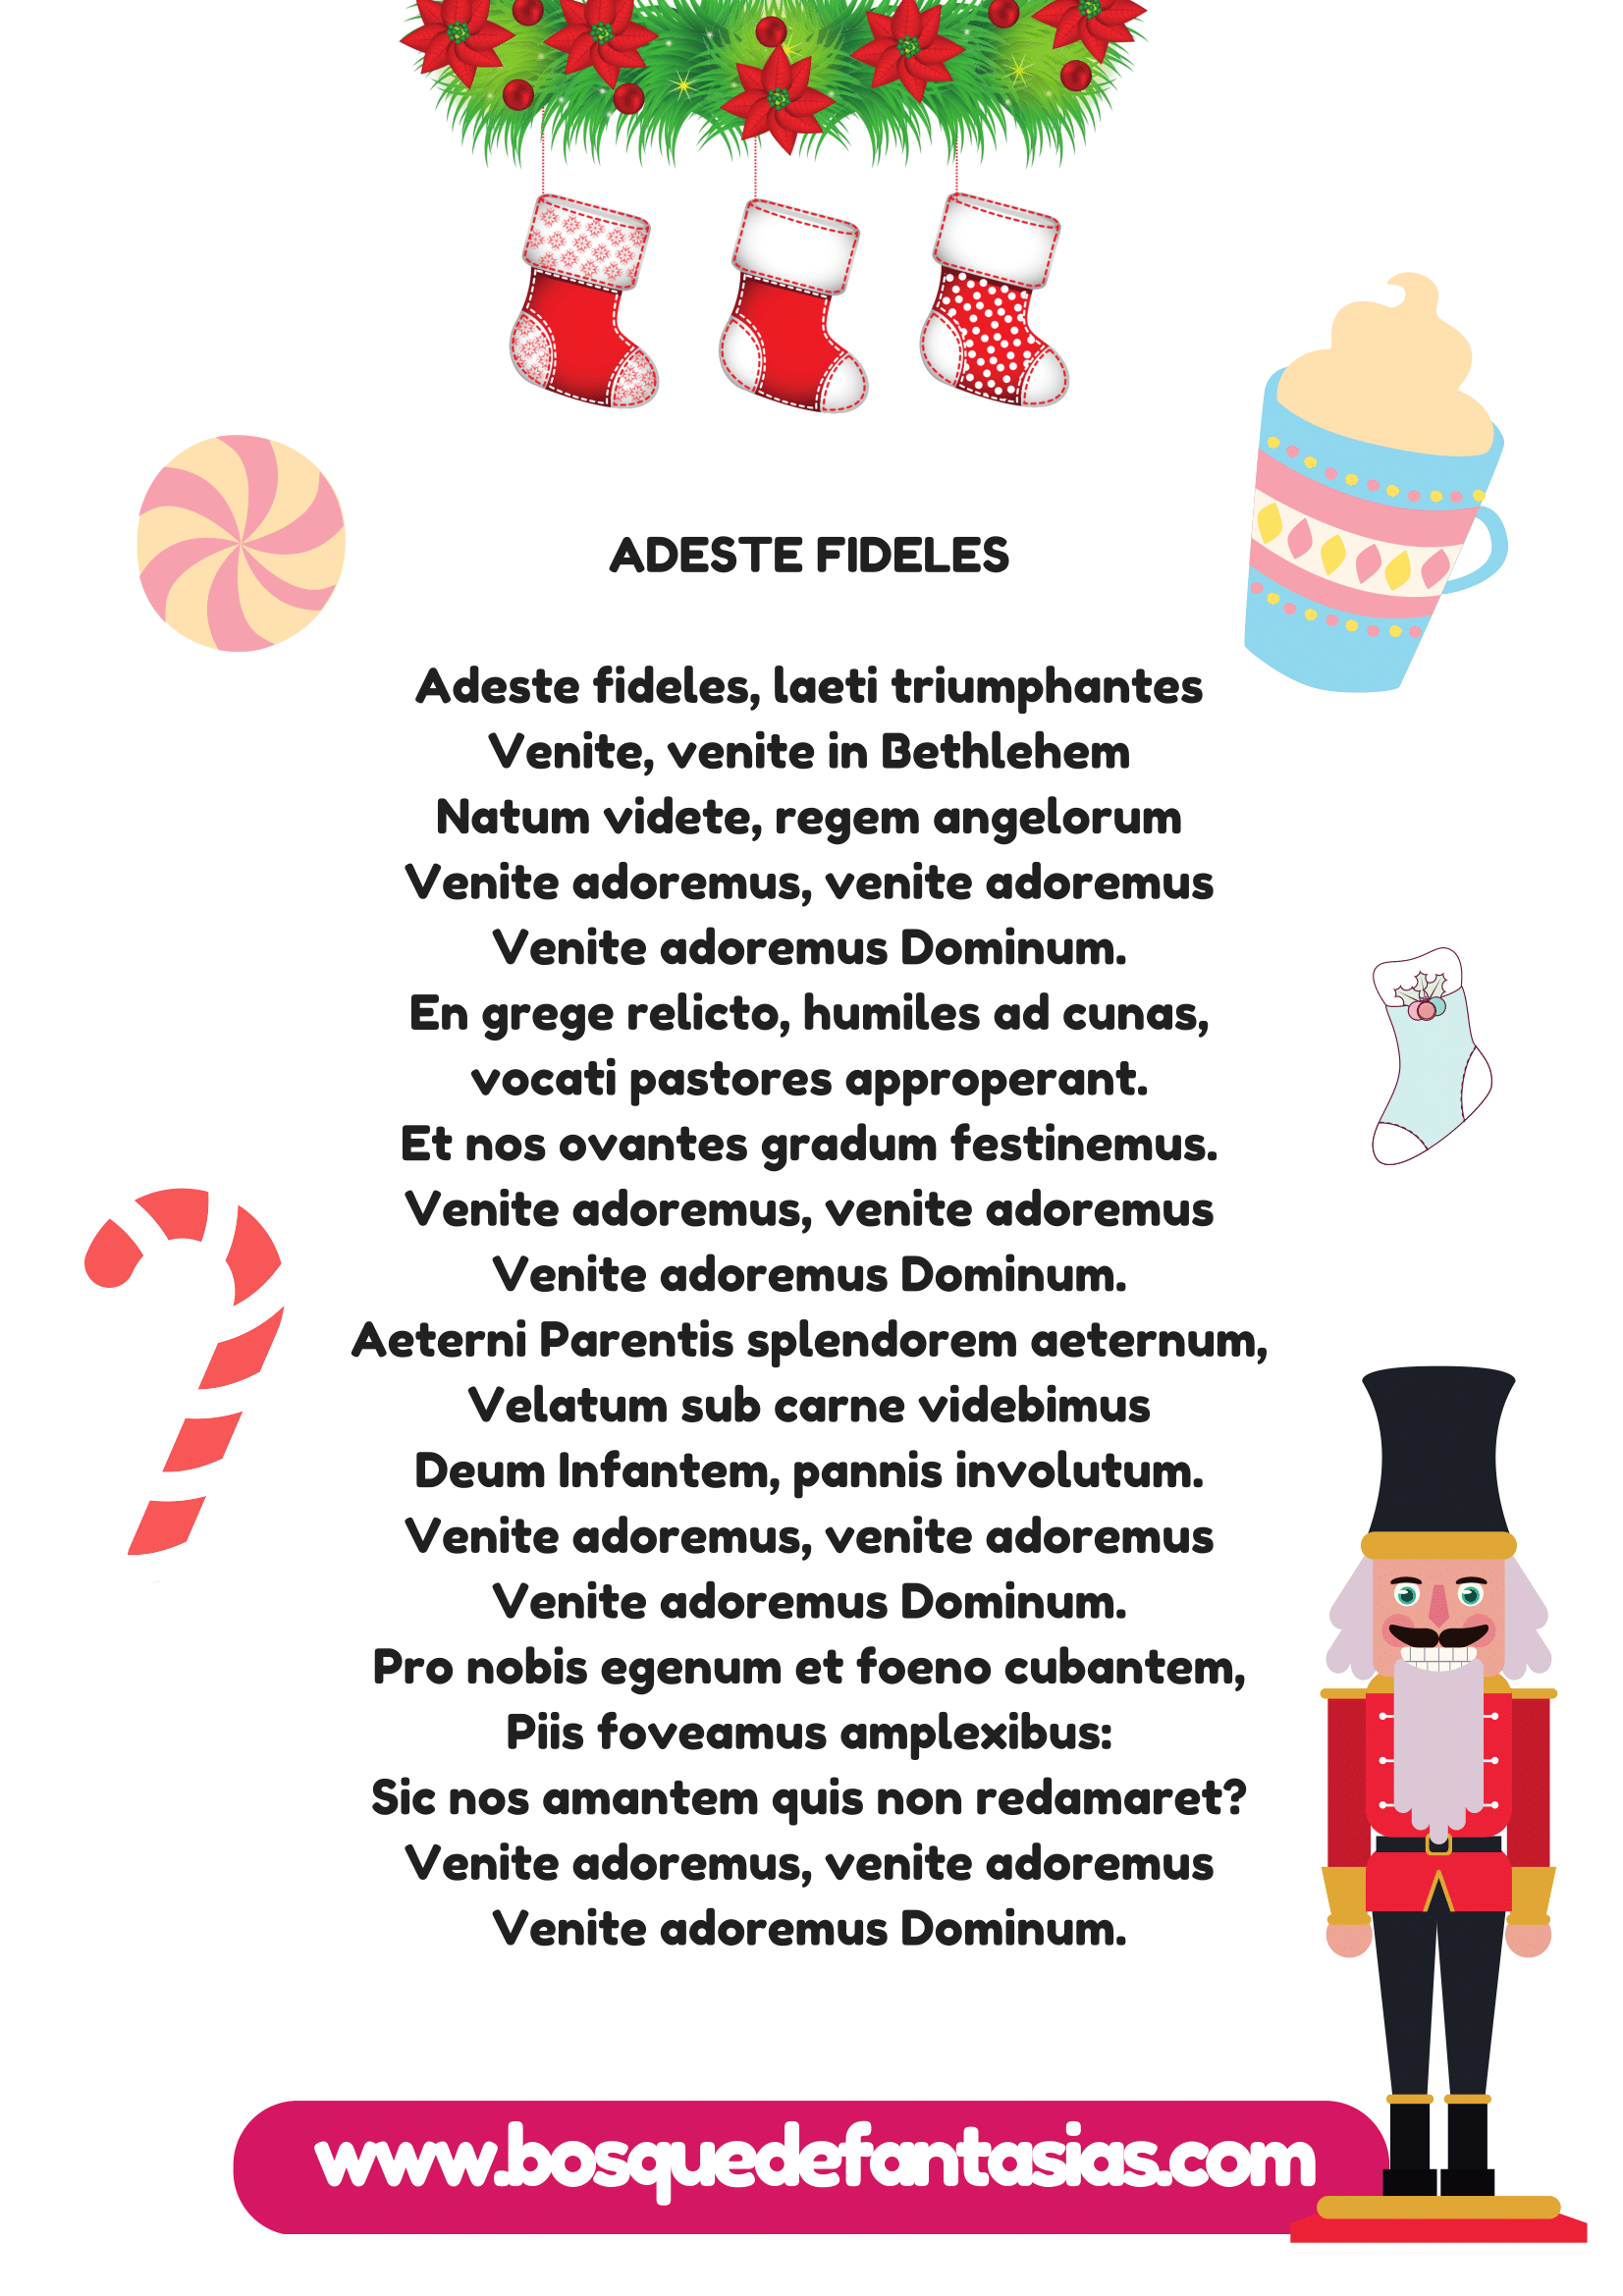 ADESTE FIDELES
Adeste fideles, laeti triumphantes
Venite, venite in Bethlehem
Natum videte, regem angelorum
Venite adoremus, venite adoremus
Venite adoremus Dominum.
En grege relicto, humiles ad cunas,
vocati pastores approperant.
Et nos ovantes gradum festinemus.
Venite adoremus, venite adoremus
Venite adoremus Dominum.
Aeterni Parentis splendorem aeternum,
Velatum sub carne videbimus
Deum Infantem, pannis involutum.
Venite adoremus, venite adoremus
Venite adoremus Dominum.
Pro nobis egenum et foeno cubantem,
Piis foveamus amplexibus:
Sic nos amantem quis non redamaret?
Venite adoremus, venite adoremus
Venite adoremus Dominum.
www.bosquedefantasias.com